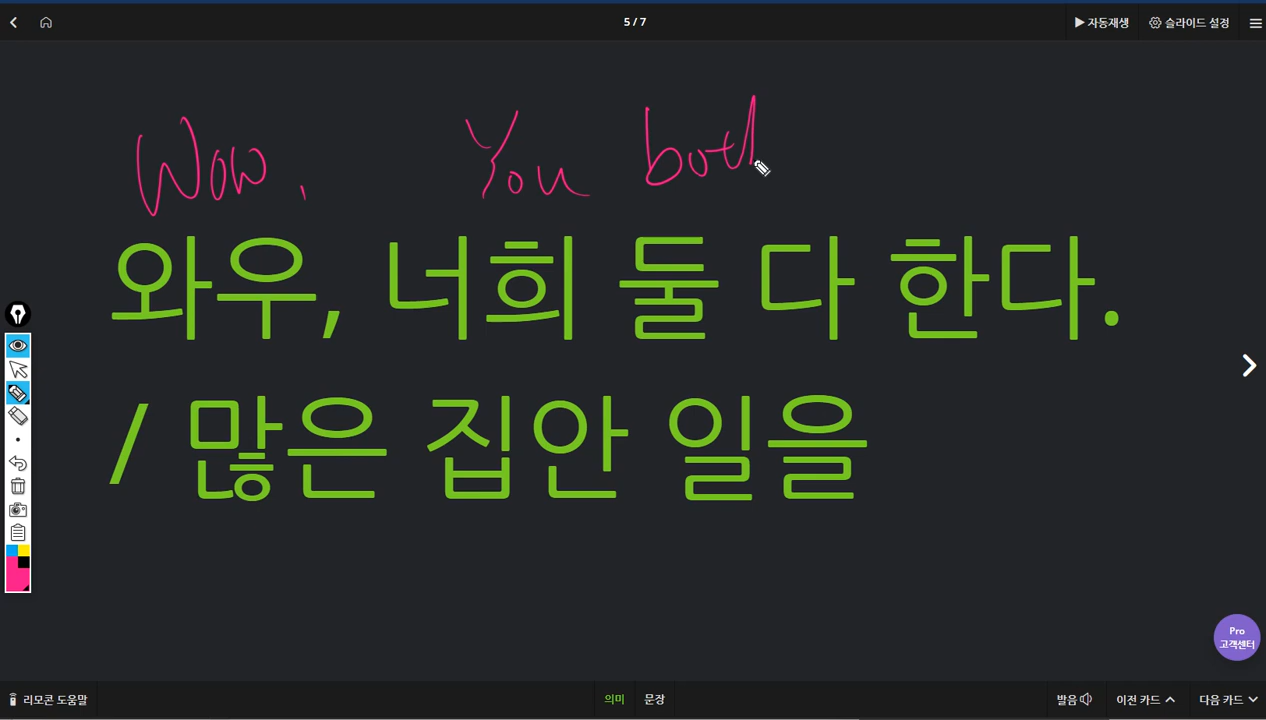 5 / 7
자동재생
슬라이드 설정
Wow, You both
와우, 너희 둘 다 한다.
/ 많은 집안 일을
Pro
고객센터
리모콘 도움말
의미
문장
발음
이전 카드
다음 카드